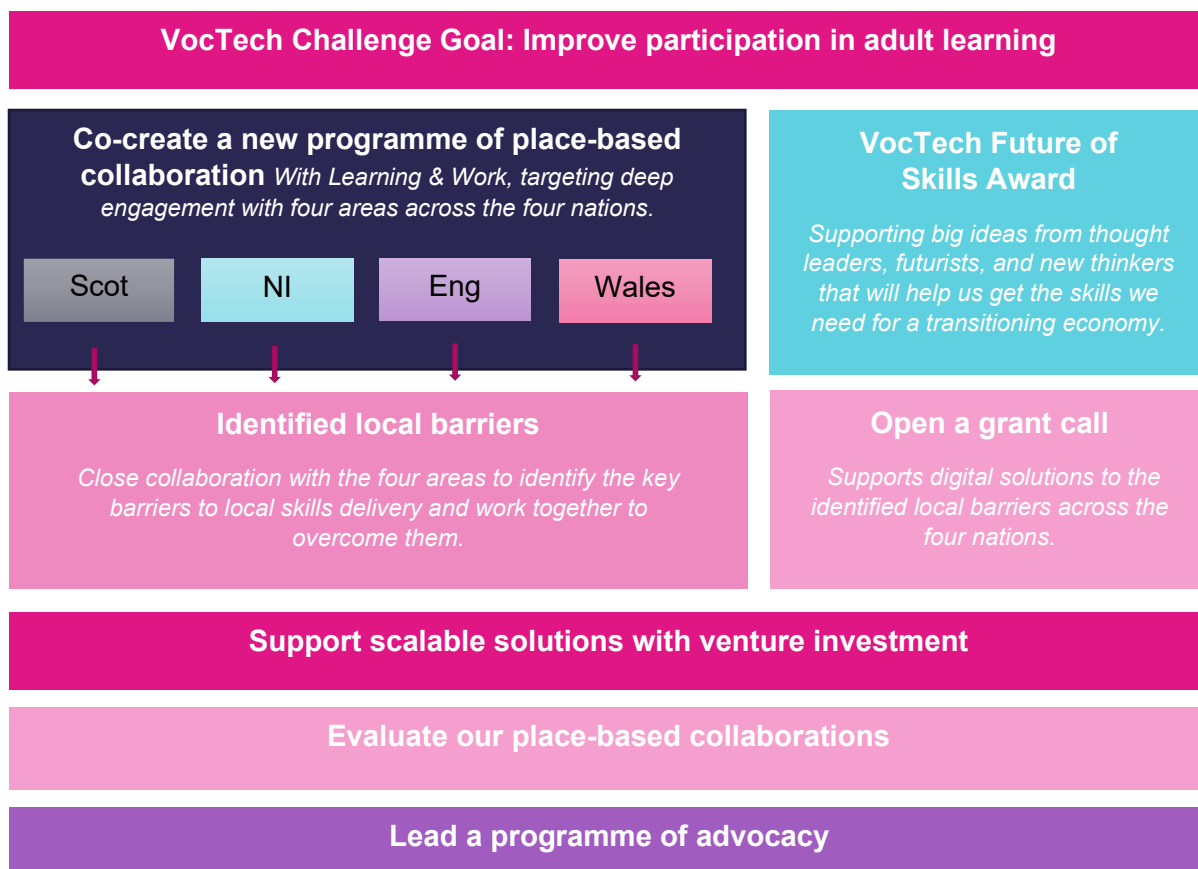 VocTech Challenge Goal: Improve participation in adult learning
Co-create a new programme of place-based
collaboration With Learning & Work, targeting deep
engagement with four areas across the four nations.
Scot
NI
Eng
Wales
VocTech Future of
Skills Award
Supporting big ideas from thought
leaders, futurists, and new thinkers
that will help us get the skills we
need for a transitioning economy.
Identified local barriers
Close collaboration with the four areas to identify the key
barriers to local skills delivery and work together to
overcome them.
Open a grant call
Supports digital solutions to the
identified local barriers across the
four nations.
Support scalable solutions with venture investment
Evaluate our place-based collaborations
Lead a programme of advocacy